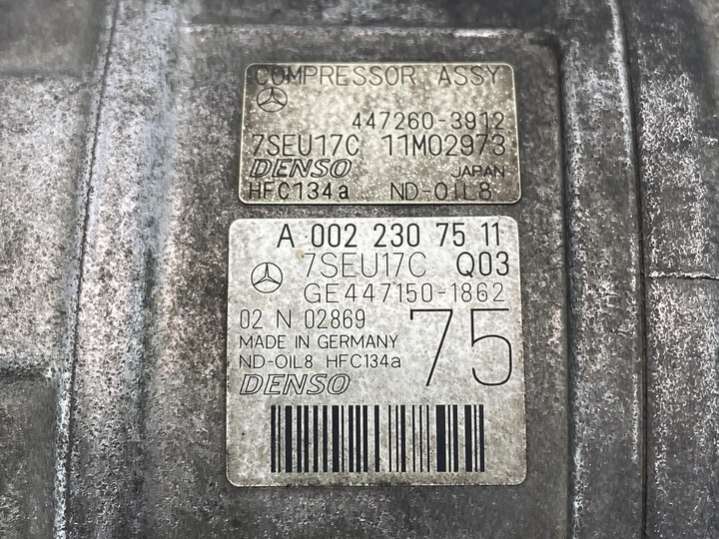 COMPRESSOR ASSY
447260-3912
7SEU17C 11M02973
DENSO JAPAN
HFC134a ND-OIL8
A 002 230 75 11
7SEU17C Q03
GE447150-1862
02 N 02869
75
MADE IN GERMANY
ND-OIL8 HFC134a
DENSO